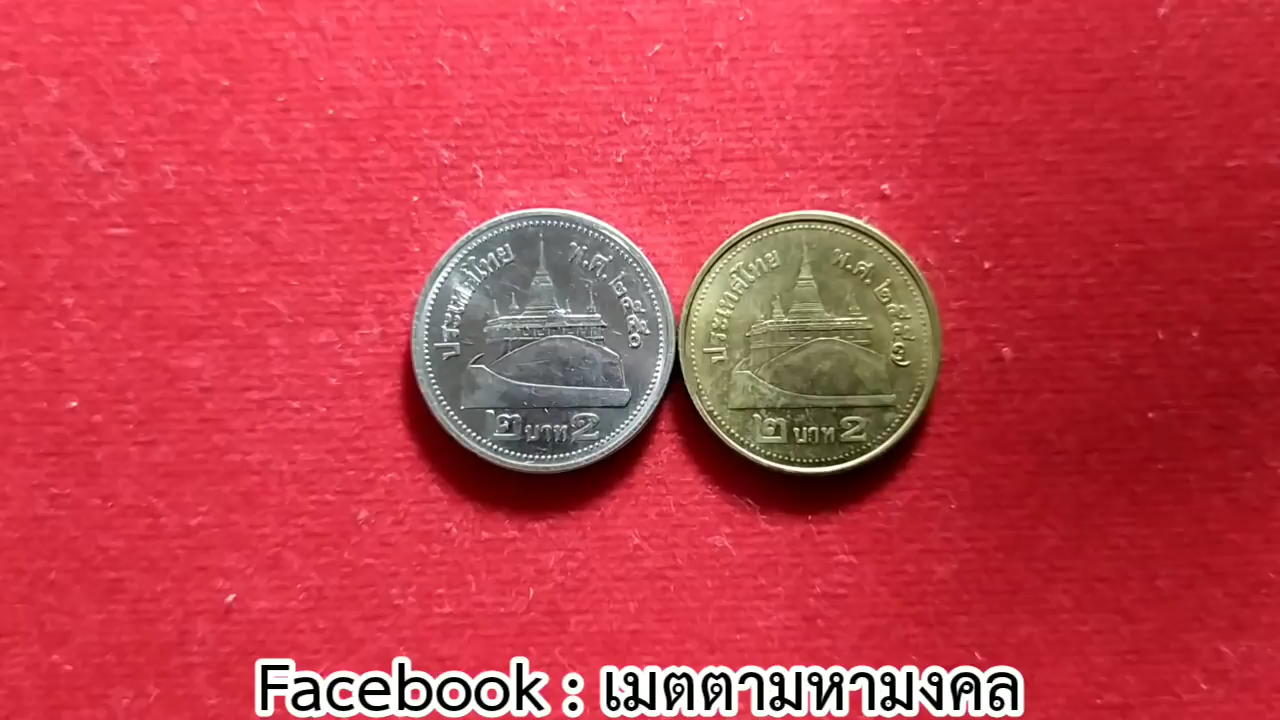 ประเทศไทย พ.ศ. ๒๕๕๐
๒ บาท 2
ประเทศไทย พ.ศ. ๒๕๕๗
๒ บาท 2
Facebook : เมตตามหามงคล